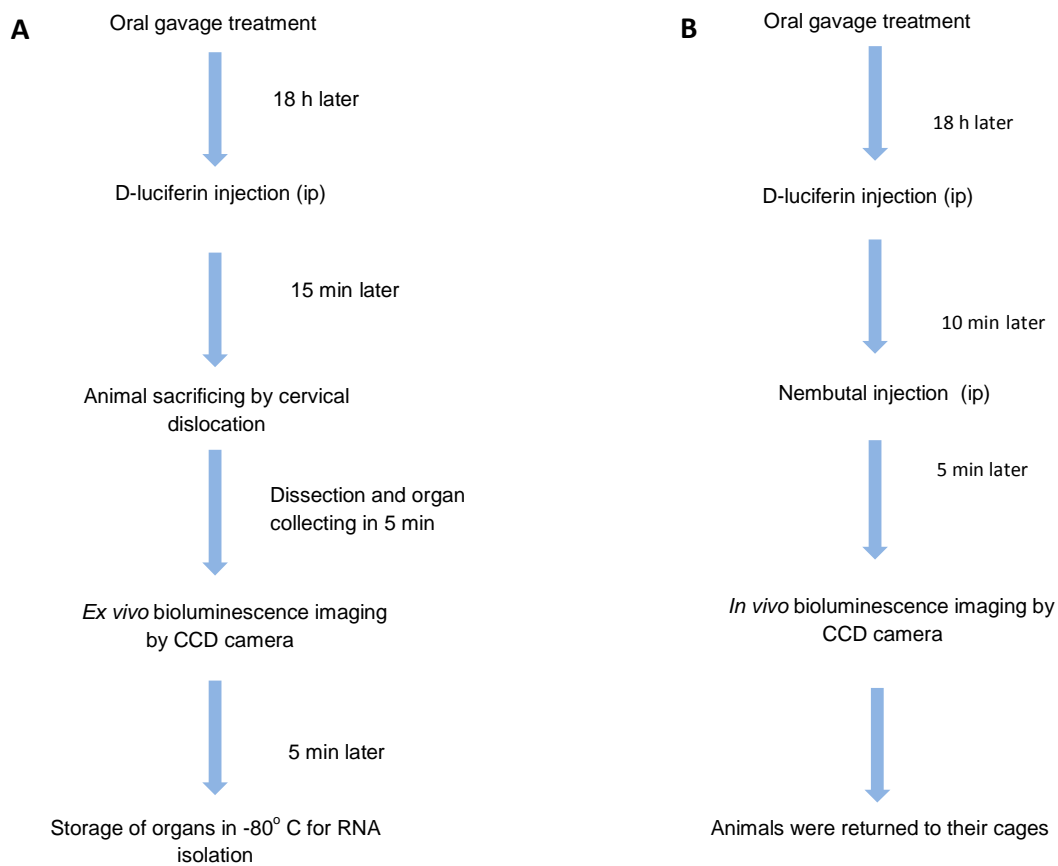 A
Oral gavage treatment
18 h later
D-luciferin injection (ip)
15 min later
Animal sacrificing by cervical
dislocation
Dissection and organ
collecting in 5 min
Ex vivo bioluminescence imaging
by CCD camera
5 min later
Storage of organs in -80° C for RNA
isolation
B
Oral gavage treatment
18 h later
D-luciferin injection (ip)
10 min later
Nembutal injection (ip)
5 min later
In vivo bioluminescence imaging by
CCD camera
Animals were returned to their cages